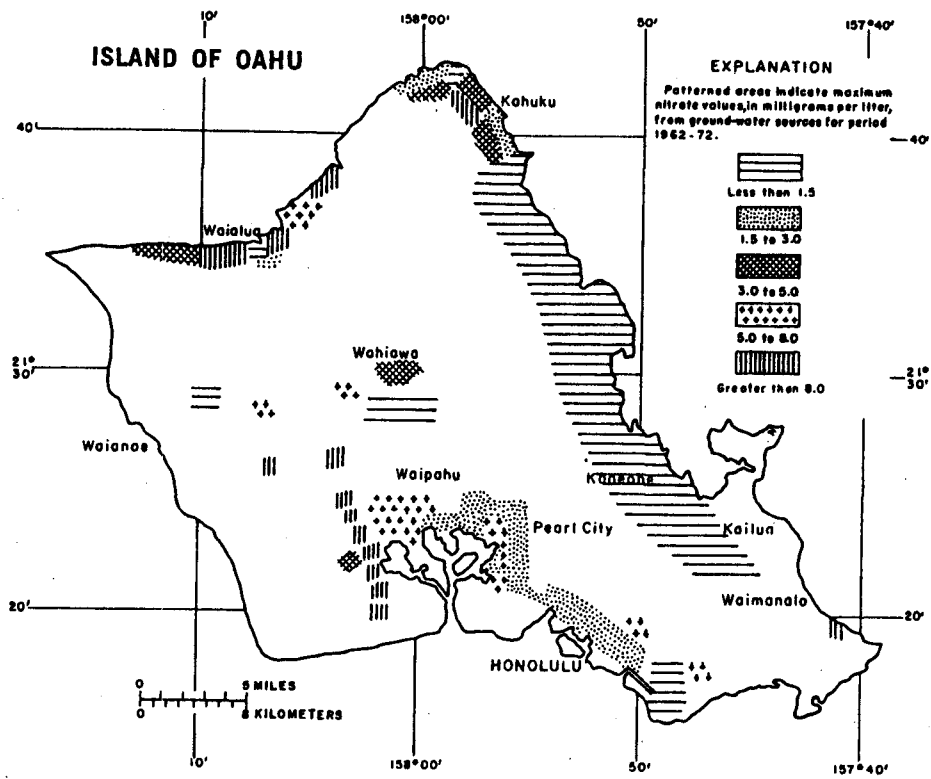 10'
158°00'
50'
157°40'
ISLAND OF OAHU
EXPLANATION
Patterned areas indicate maximum
nitrate values, in milligrams per liter,
from ground-water sources for period
1962-72.
Less than 1.5
1.5 to 3.0
3.0 to 5.0
5.0 to 8.0
Greater than 8.0
Kahuku
40'
40'
Waialua
Wahiawa
21°
30'
21°
30'
Waianae
Waipahu
Kaneohe
Pearl City
Kailua
Waimanalo
20'
20'
HONOLULU
0 5 MILES
0 8 KILOMETERS
10'
158°00'
50'
157°40'